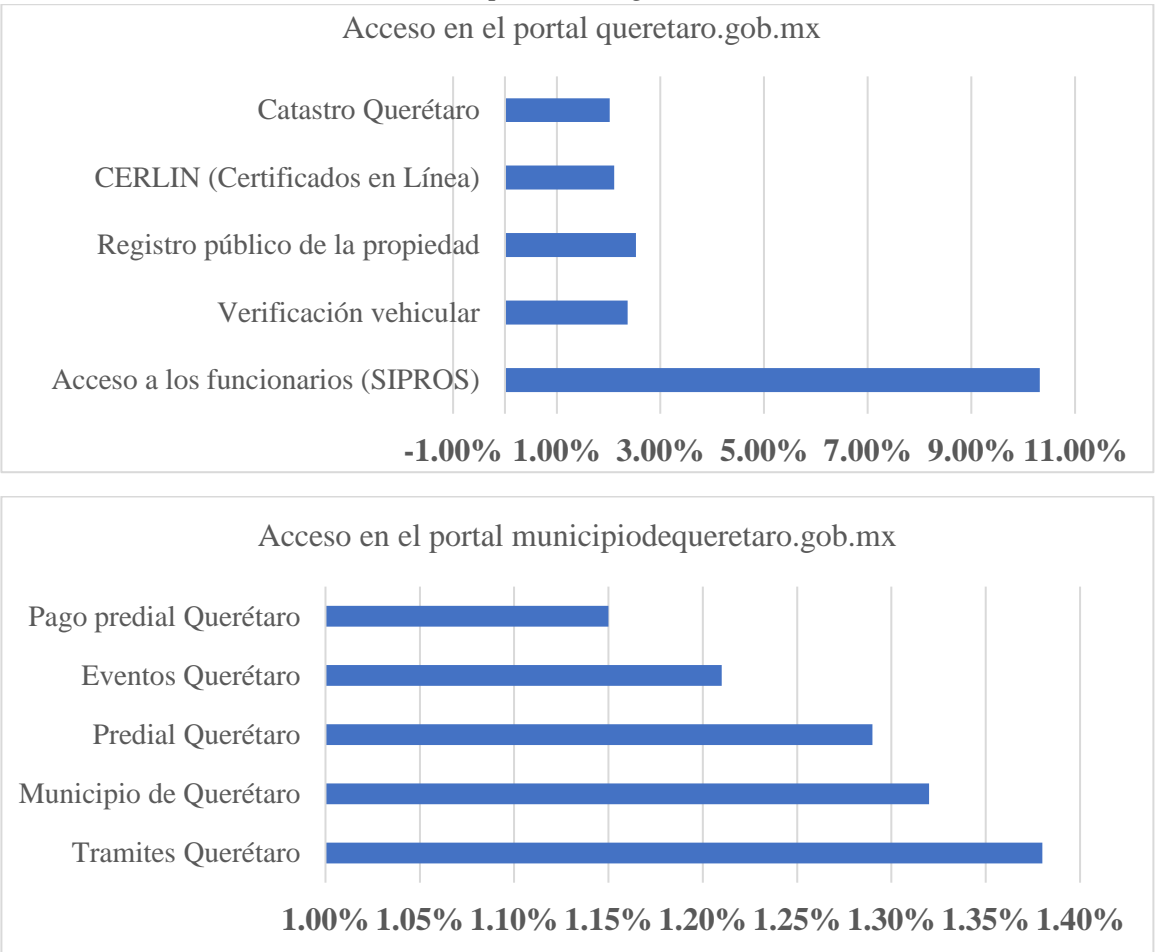 Acceso en el portal queretaro.gob.mx
Catastro Querétaro
CERLIN (Certificados en Línea)
Registro público de la propiedad
Verificación vehicular
Acceso a los funcionarios (SIPROS)
-1.00% 1.00% 3.00% 5.00% 7.00% 9.00% 11.00%
Acceso en el portal municipiodequeretaro.gob.mx
Pago predial Querétaro
Eventos Querétaro
Predial Querétaro
Municipio de Querétaro
Tramites Querétaro
1.00% 1.05% 1.10% 1.15% 1.20% 1.25% 1.30% 1.35% 1.40%